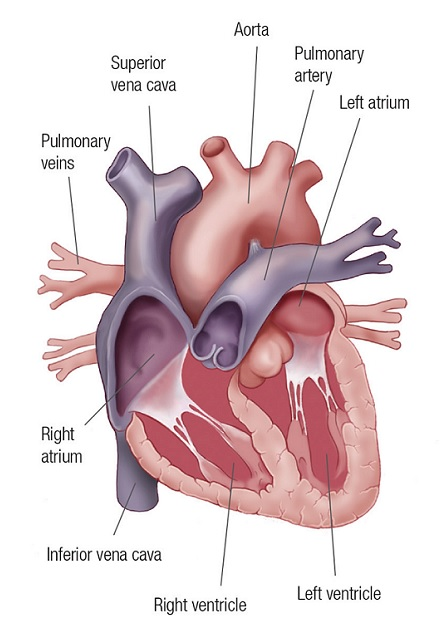 Aorta
Pulmonary
artery
Superior
vena cava
Left atrium
Pulmonary
veins
Right
atrium
Inferior vena cava
Left ventricle
Right ventricle